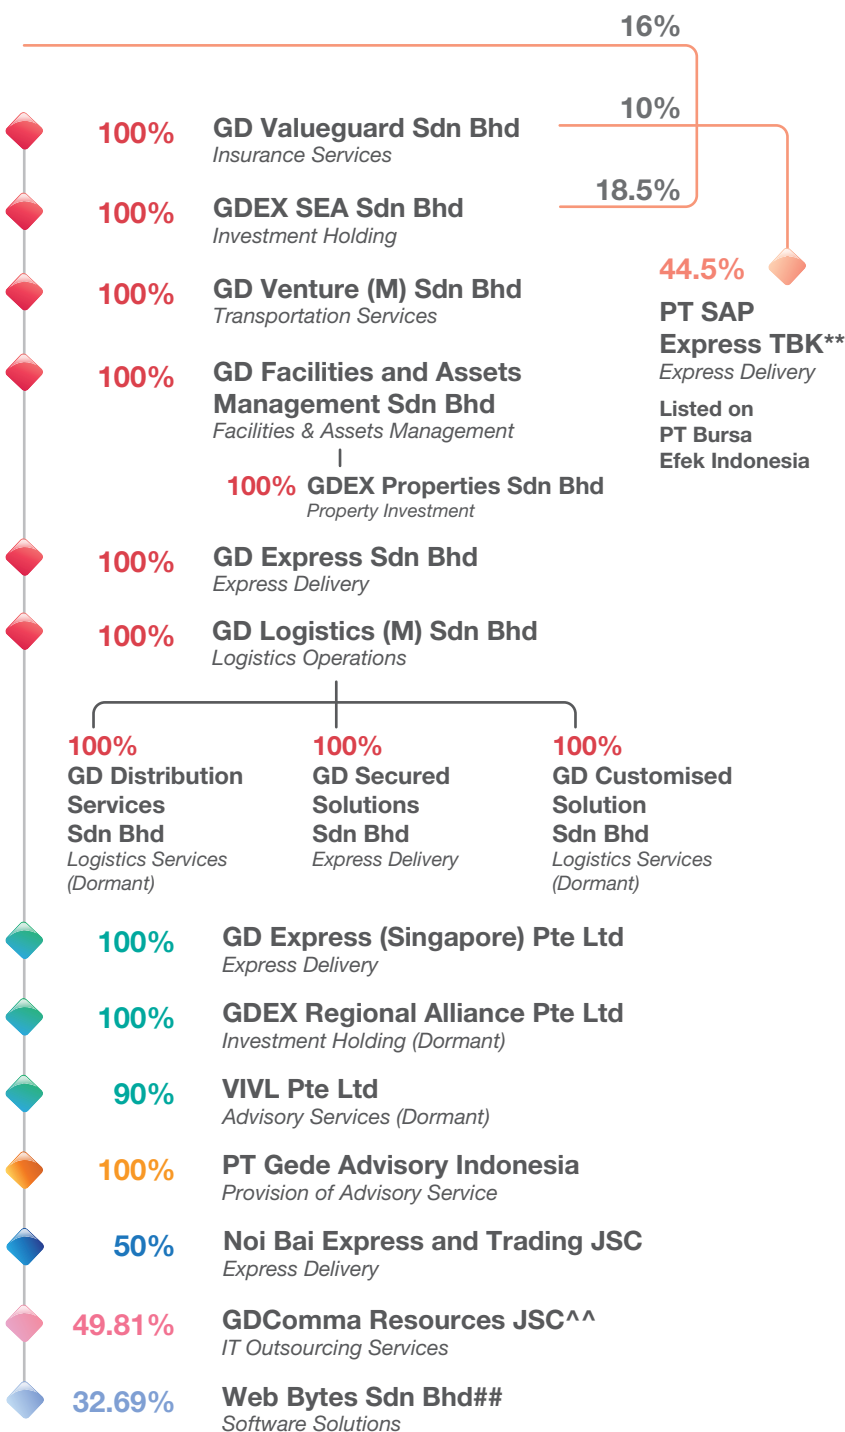 16%
100%
GD Valueguard Sdn Bhd
Insurance Services
10%
100%
GDEX SEA Sdn Bhd
Investment Holding
18.5%
100%
GD Venture (M) Sdn Bhd
Transportation Services
44.5%
PT SAP
Express TBK**
Express Delivery
Listed on
PT Bursa
Efek Indonesia
100%
GD Facilities and Assets
Management Sdn Bhd
Facilities & Assets Management
100% GDEX Properties Sdn Bhd
Property Investment
100%
GD Express Sdn Bhd
Express Delivery
100%
GD Logistics (M) Sdn Bhd
Logistics Operations
100%
GD Distribution
Services
Sdn Bhd
Logistics Services
(Dormant)
100%
GD Secured
Solutions
Sdn Bhd
Express Delivery
100%
GD Customised
Solution
Sdn Bhd
Logistics Services
(Dormant)
100%
GD Express (Singapore) Pte Ltd
Express Delivery
100%
GDEX Regional Alliance Pte Ltd
Investment Holding (Dormant)
90%
VIVL Pte Ltd
Advisory Services (Dormant)
100%
PT Gede Advisory Indonesia
Provision of Advisory Service
50%
Noi Bai Express and Trading JSC
Express Delivery
49.81%
GDComma Resources JSC^^
IT Outsourcing Services
32.69%
Web Bytes Sdn Bhd##
Software Solutions